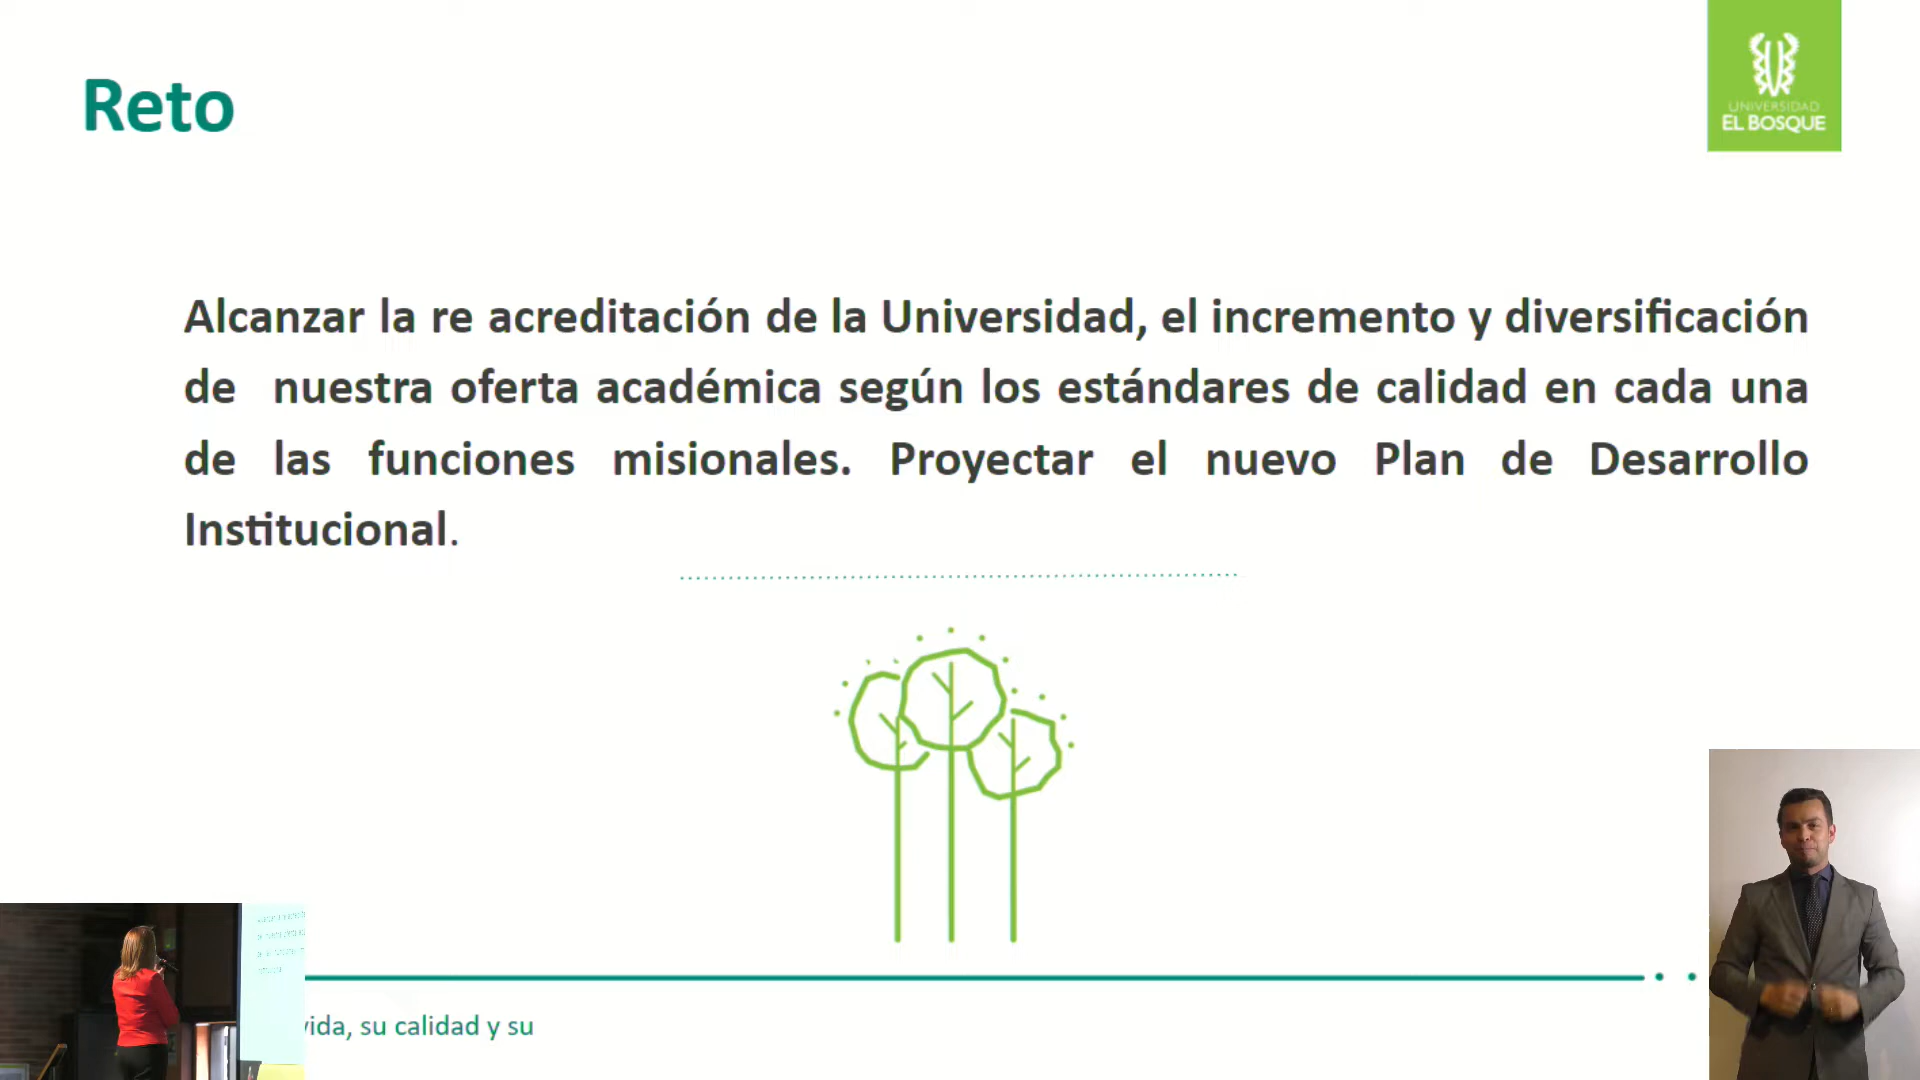 Reto
UNIVERSIDAD
EL BOSQUE
Alcanzar la re acreditación de la Universidad, el incremento y diversificación
de nuestra oferta académica según los estándares de calidad en cada una
de las funciones misionales. Proyectar el nuevo Plan de Desarrollo
Institucional.
vida, su calidad y su